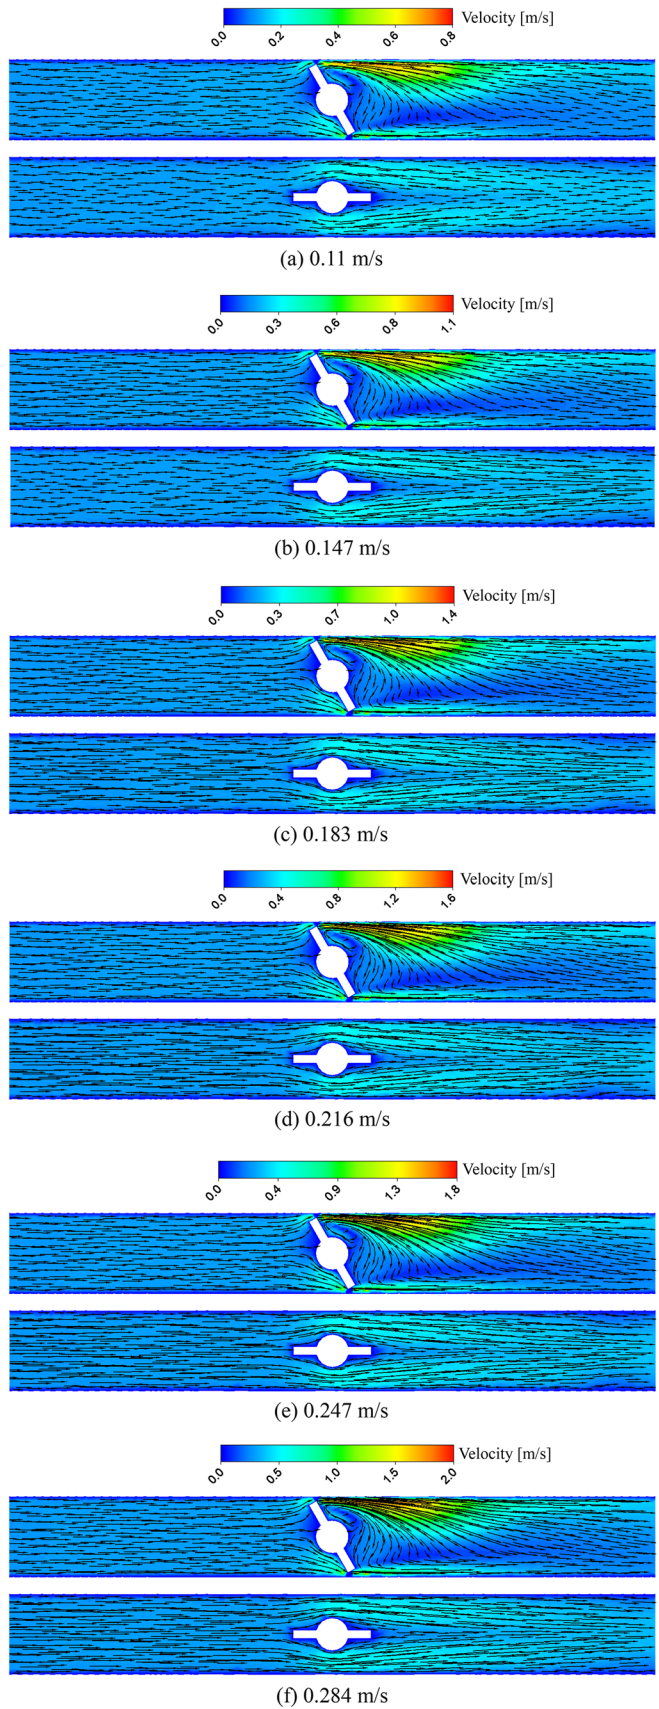 Velocity [m/s]
0.0 0.2 0.4 0.6 0.8
(a) 0.11 m/s
Velocity [m/s]
0.0 0.3 0.6 0.8 1.1
(b) 0.147 m/s
Velocity [m/s]
0.0 0.3 0.7 1.0 1.4
(c) 0.183 m/s
Velocity [m/s]
0.0 0.4 0.8 1.2 1.6
(d) 0.216 m/s
Velocity [m/s]
0.0 0.4 0.9 1.3 1.8
(e) 0.247 m/s
Velocity [m/s]
0.0 0.5 1.0 1.5 2.0
(f) 0.284 m/s